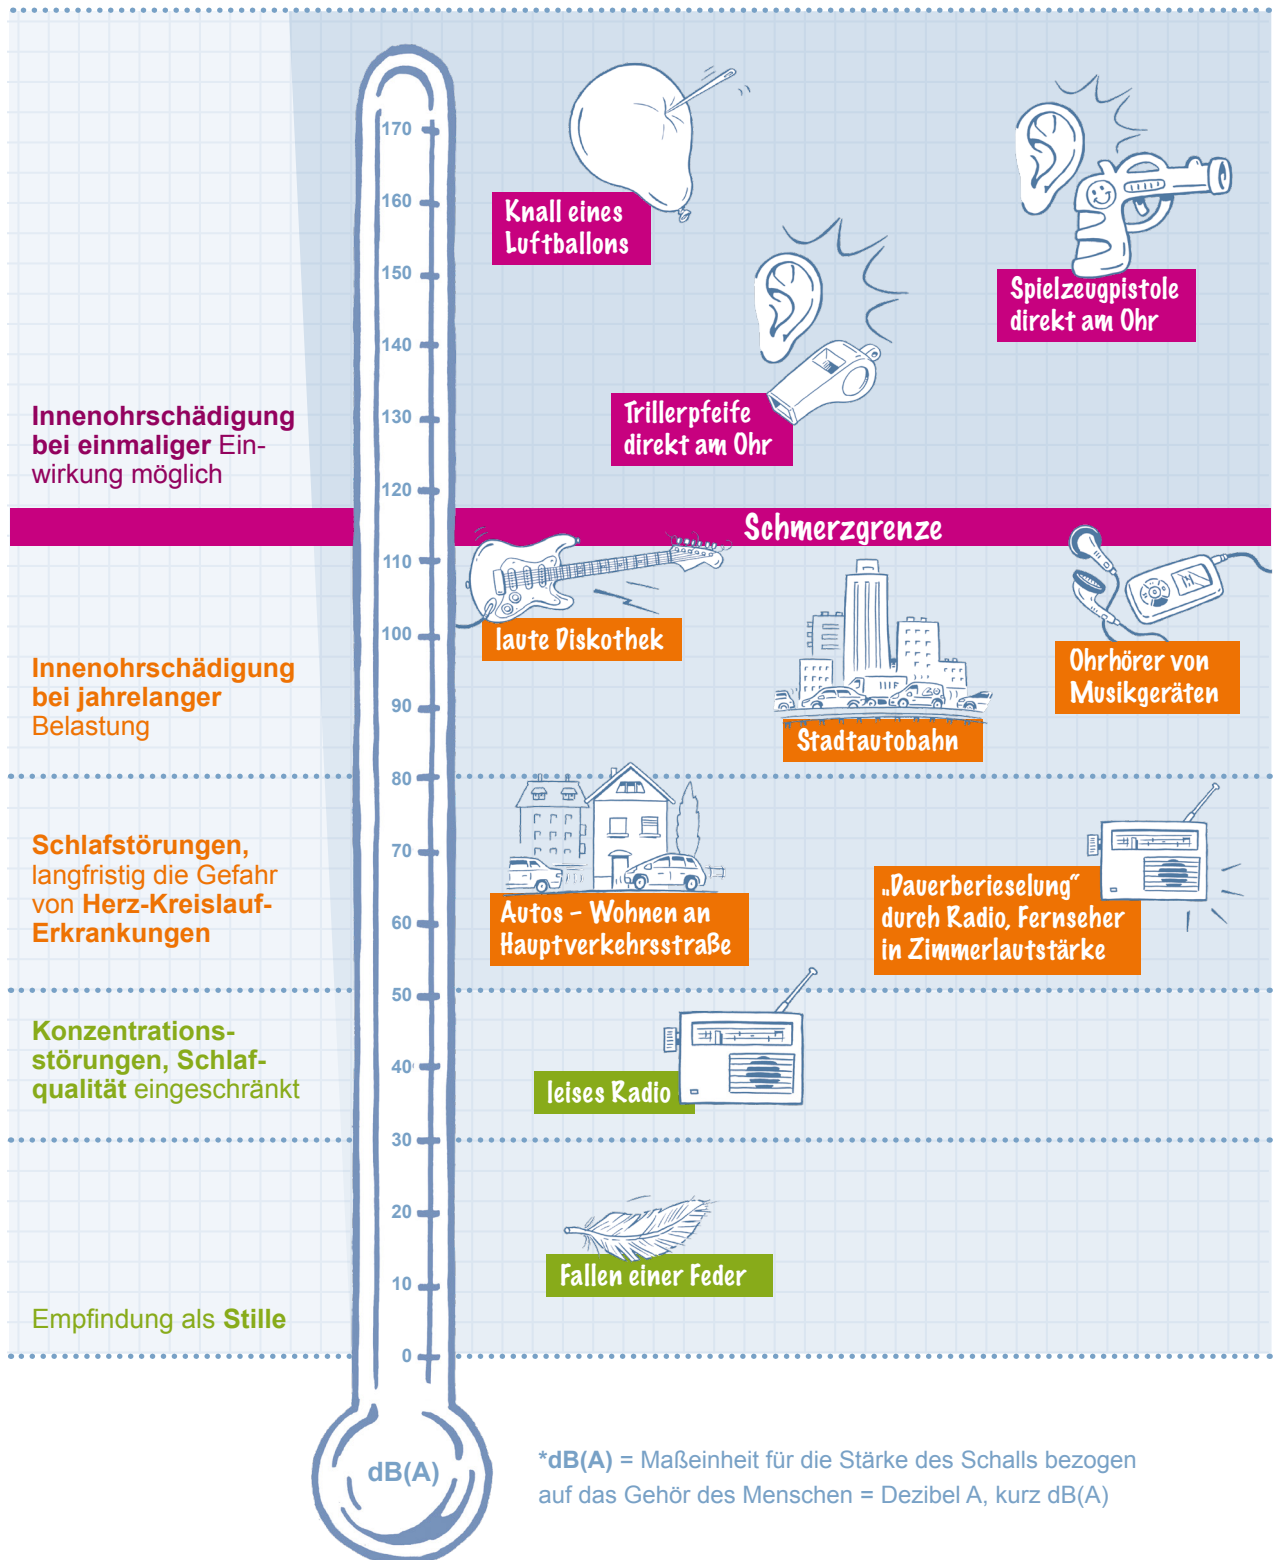 170
160
Knall eines
Luftballons
150
Spielzeugpistole
direkt am Ohr
140
Innenohrschädigung
bei einmaliger Ein-
wirkung möglich
130
Trillerpfeife
direkt am Ohr
120
Schmerzgrenze
110
100
laute Diskothek
Innenohrschädigung
bei jahrelanger
Belastung
Ohrhörer von
Musikgeräten
90
Stadtautobahn
80
Schlafstörungen,
langfristig die Gefahr
von Herz-Kreislauf-
Erkrankungen
70
60
Autos – Wohnen an
Hauptverkehrsstraße
„Dauerberieselung“
durch Radio, Fernseher
in Zimmerlautstärke
50
Konzentrations-
störungen, Schlaf-
qualität eingeschränkt
40
leises Radio
30
20
Fallen einer Feder
10
Empfindung als Stille
0
dB(A)
*dB(A) = Maßeinheit für die Stärke des Schalls bezogen
auf das Gehör des Menschen = Dezibel A, kurz dB(A)